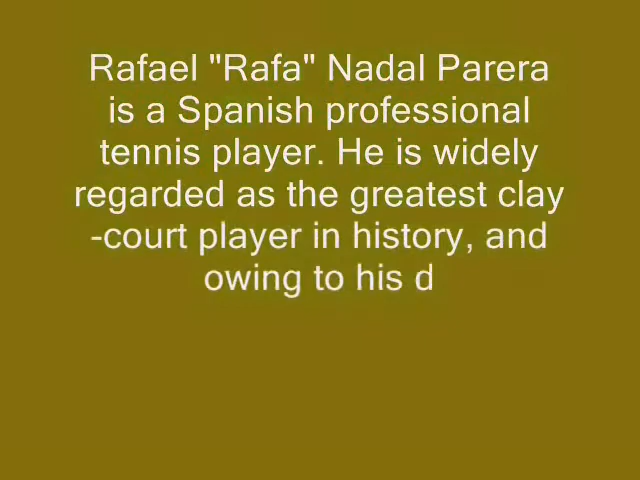 Rafael "Rafa" Nadal Parera
is a Spanish professional
tennis player. He is widely
regarded as the greatest clay
-court player in history, and
owing to his d